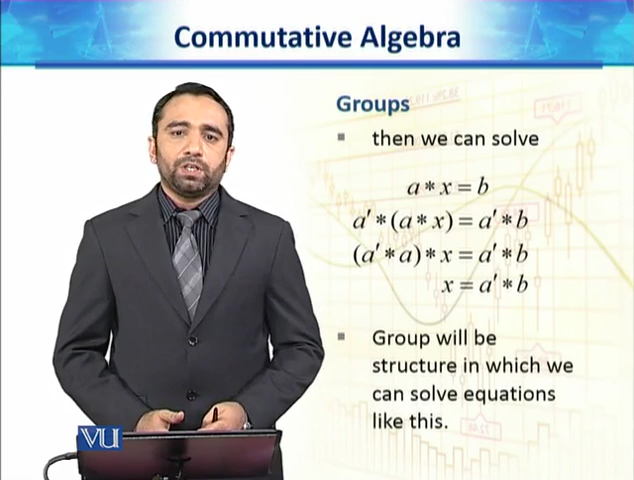 Commutative Algebra
Groups
▪ then we can solve
a * x = b
a′ * (a * x) = a′ * b
(a′ * a) * x = a′ * b
x = a′ * b
▪ Group will be
structure in which we
can solve equations
like this.
VU